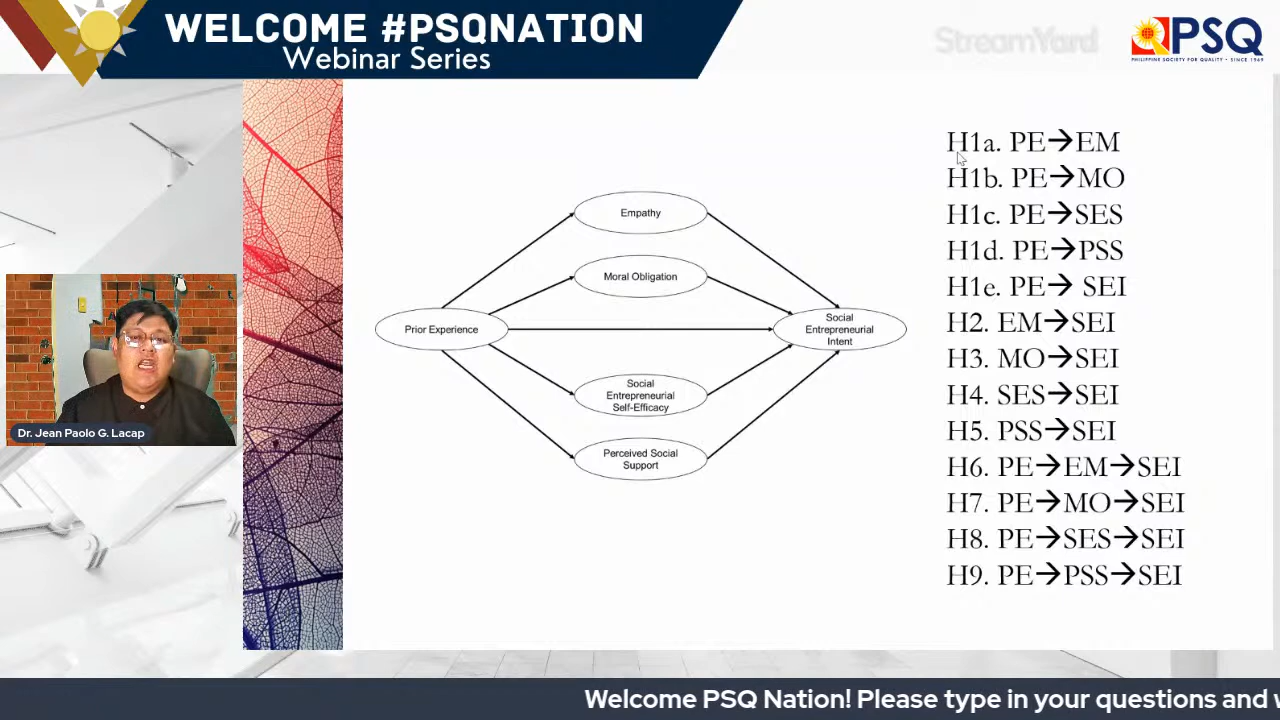 WELCOME #PSQNATION
Webinar Series
StreamYard
PSQ
PHILIPPINE SOCIETY FOR QUALITY • SINCE 1969
Empathy
Moral Obligation
Prior Experience
Social
Entrepreneurial
Intent
Social
Entrepreneurial
Self-Efficacy
Perceived Social
Support
H1a. PE→EM
H1b. PE→MO
H1c. PE→SES
H1d. PE→PSS
H1e. PE→ SEI
H2. EM→SEI
H3. MO→SEI
H4. SES→SEI
H5. PSS→SEI
H6. PE→EM→SEI
H7. PE→MO→SEI
H8. PE→SES→SEI
H9. PE→PSS→SEI
Dr. Jean Paolo G. Lacap
Welcome PSQ Nation! Please type in your questions and w